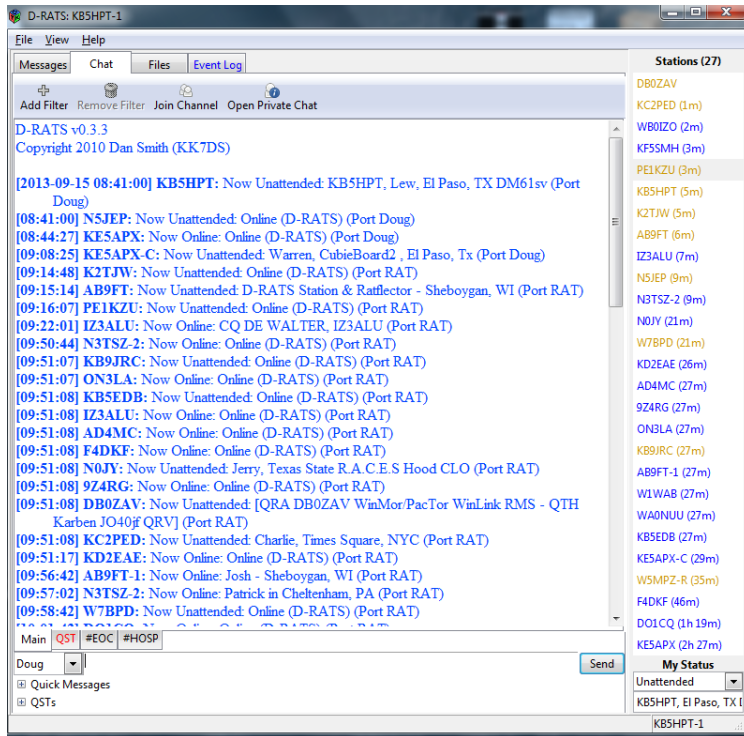 D-RATS: KB5HPT-1
File View Help
Messages Chat Files Event Log
Add Filter Remove Filter Join Channel Open Private Chat
D-RATS v0.3.3
Copyright 2010 Dan Smith (KK7DS)
[2013-09-15 08:41:00] KB5HPT: Now Unattended: KB5HPT, Lew, El Paso, TX DM61sv (Port
Doug)
[08:41:00] N5JEP: Now Unattended: Online (D-RATS) (Port Doug)
[08:44:27] KE5APX: Now Online: Online (D-RATS) (Port Doug)
[09:08:25] KE5APX-C: Now Unattended: Warren, CubieBoard2 , El Paso, Tx (Port Doug)
[09:14:48] K2TJW: Now Unattended: Online (D-RATS) (Port RAT)
[09:15:14] AB9FT: Now Unattended: D-RATS Station & Ratflector - Sheboygan, WI (Port RAT)
[09:16:07] PE1KZU: Now Unattended: Online (D-RATS) (Port RAT)
[09:22:01] IZ3ALU: Now Online: CQ DE WALTER, IZ3ALU (Port RAT)
[09:50:44] N3TSZ-2: Now Unattended: Online (D-RATS) (Port RAT)
[09:51:07] KB9JRC: Now Unattended: Online (D-RATS) (Port RAT)
[09:51:07] ON3LA: Now Online: Online (D-RATS) (Port RAT)
[09:51:08] KB5EDB: Now Unattended: Online (D-RATS) (Port RAT)
[09:51:08] IZ3ALU: Now Online: Online (D-RATS) (Port RAT)
[09:51:08] AD4MC: Now Online: Online (D-RATS) (Port RAT)
[09:51:08] F4DKF: Now Online: Online (D-RATS) (Port RAT)
[09:51:08] N0JY: Now Unattended: Jerry, Texas State R.A.C.E.S Hood CLO (Port RAT)
[09:51:08] 9Z4RG: Now Online: Online (D-RATS) (Port RAT)
[09:51:08] DB0ZAV: Now Unattended: [QRA DB0ZAV WinMor/PacTor WinLink RMS - QTH
Karben JO40jf QRV] (Port RAT)
[09:51:08] KC2PED: Now Unattended: Charlie, Times Square, NYC (Port RAT)
[09:51:17] KD2EAE: Now Online: Online (D-RATS) (Port RAT)
[09:56:42] AB9FT-1: Now Online: Josh - Sheboygan, WI (Port RAT)
[09:57:02] N3TSZ-2: Now Online: Patrick in Cheltenham, PA (Port RAT)
[09:58:42] W7BPD: Now Unattended: Online (D-RATS) (Port RAT)
Main QST #EOC #HOSP
Doug Send
Quick Messages
QSTs
Stations (27)
DB0ZAV
KC2PED (1m)
WB0IZO (2m)
KF5SMH (3m)
PE1KZU (3m)
KB5HPT (5m)
K2TJW (5m)
AB9FT (6m)
IZ3ALU (7m)
N5JEP (9m)
N3TSZ-2 (9m)
N0JY (21m)
W7BPD (21m)
KD2EAE (26m)
AD4MC (27m)
9Z4RG (27m)
ON3LA (27m)
KB9JRC (27m)
AB9FT-1 (27m)
W1WAB (27m)
WA0NUU (27m)
KB5EDB (27m)
KE5APX-C (29m)
W5MPZ-R (35m)
F4DKF (46m)
DO1CQ (1h 19m)
KE5APX (2h 27m)
My Status
Unattended
KB5HPT, El Paso, TX
KB5HPT-1